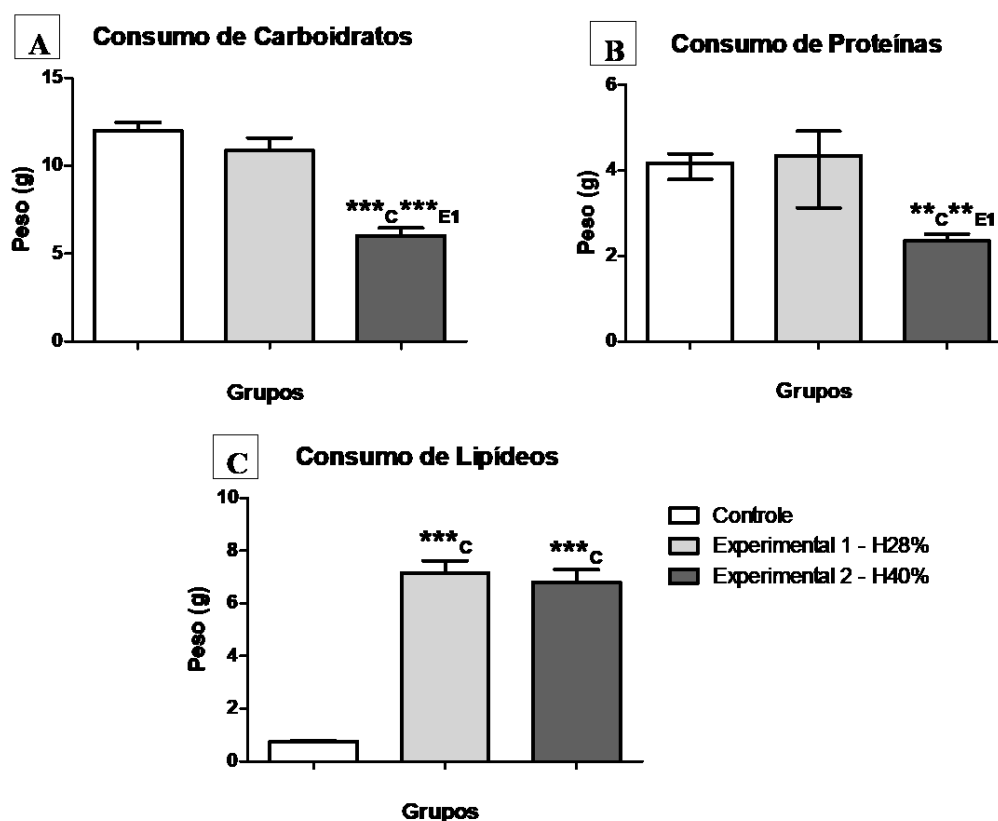 A
Consumo de Carboidratos
15
10
5
0
Peso (g)
***C***E1
Grupos
B
Consumo de Proteínas
6
4
2
0
Peso (g)
**C**E1
Grupos
C
Consumo de Lipídeos
10
8
6
4
2
0
Peso (g)
***C
***C
Grupos
Controle
Experimental 1 - H28%
Experimental 2 - H40%